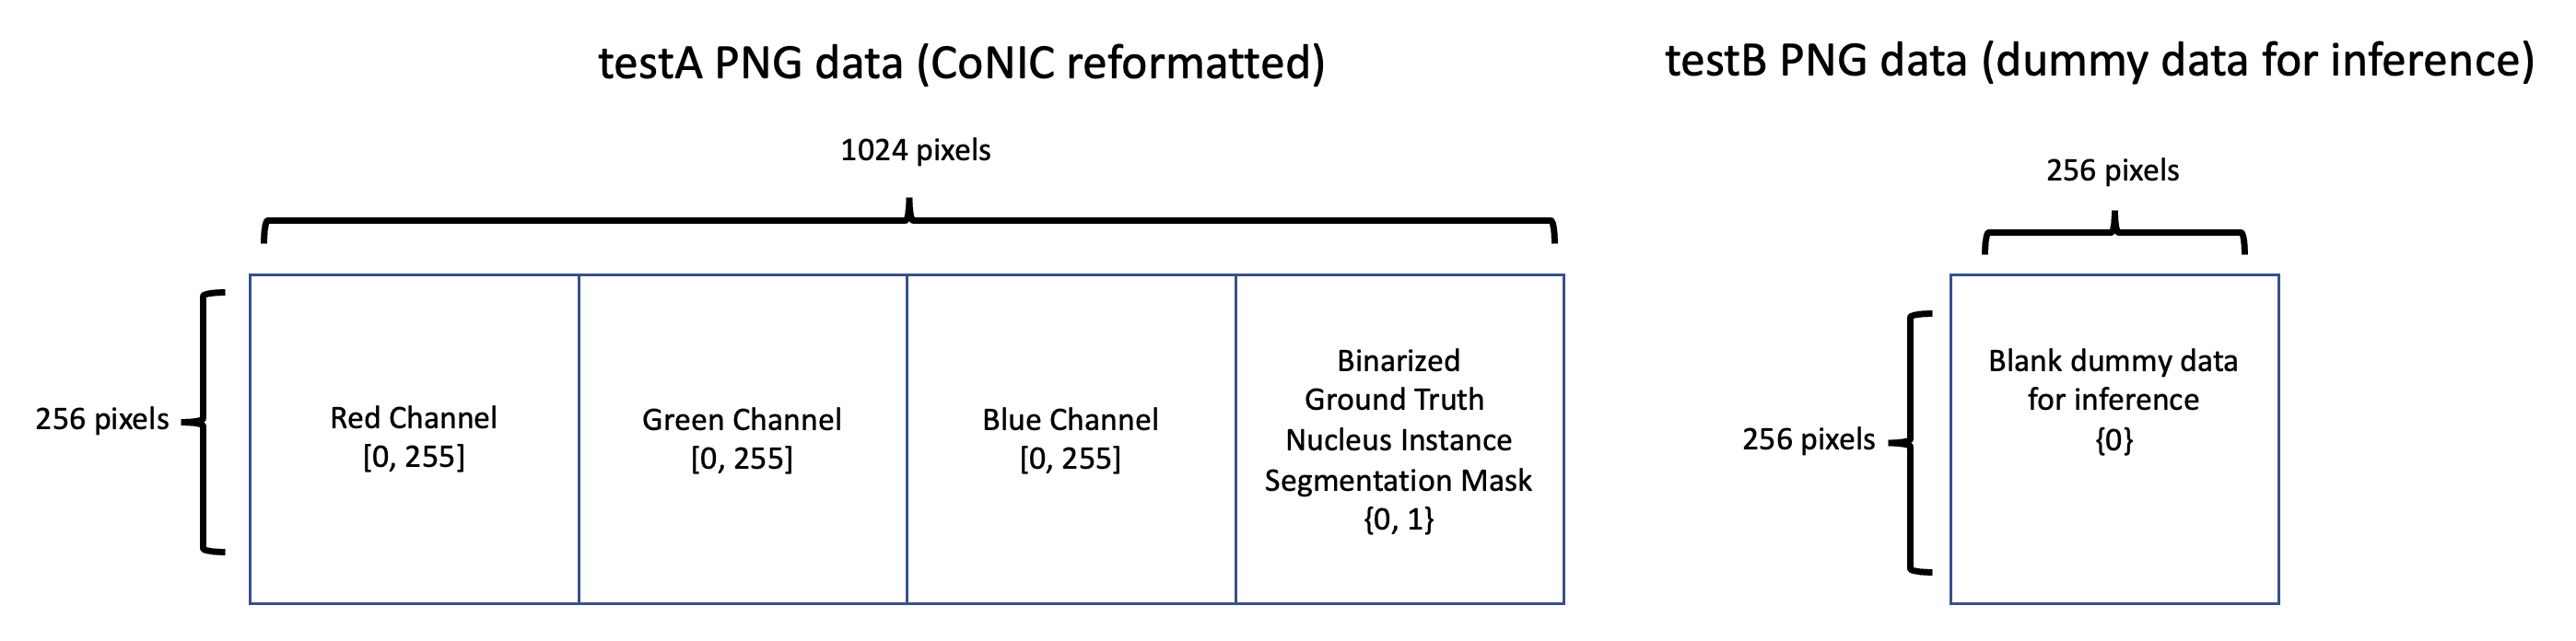 testA PNG data (CoNIC reformatted)
1024 pixels
256 pixels
Red Channel
[0, 255]
Green Channel
[0, 255]
Blue Channel
[0, 255]
Binarized
Ground Truth
Nucleus Instance
Segmentation Mask
{0, 1}
testB PNG data (dummy data for inference)
256 pixels
256 pixels
Blank dummy data
for inference
{0}